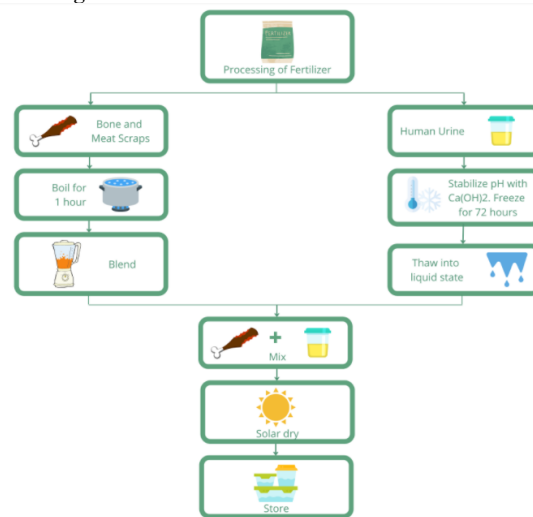 FERTILIZER
Processing of Fertilizer
Bone and
Meat Scraps
Human Urine
Boil for
1 hour
Stabilize pH with
Ca(OH)2. Freeze
for 72 hours
Blend
Thaw into
liquid state
+
Mix
Solar dry
Store